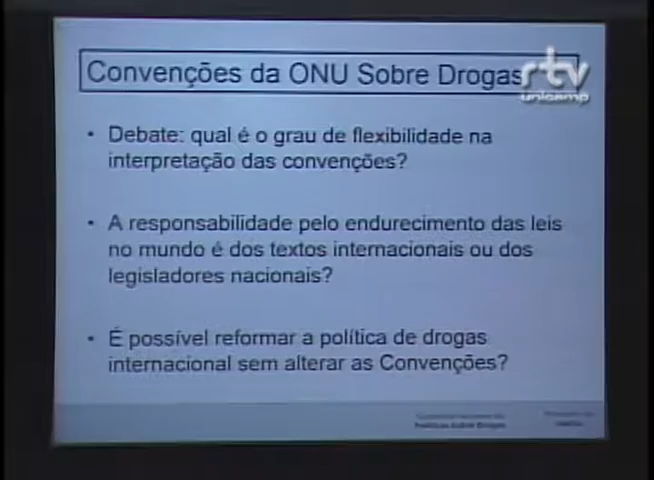 Convenções da ONU Sobre Drogas
rtv
unicamp
• Debate: qual é o grau de flexibilidade na
interpretação das convenções?
• A responsabilidade pelo endurecimento das leis
no mundo é dos textos internacionais ou dos
legisladores nacionais?
• É possível reformar a política de drogas
internacional sem alterar as Convenções?
Políticas Sobre Drogas